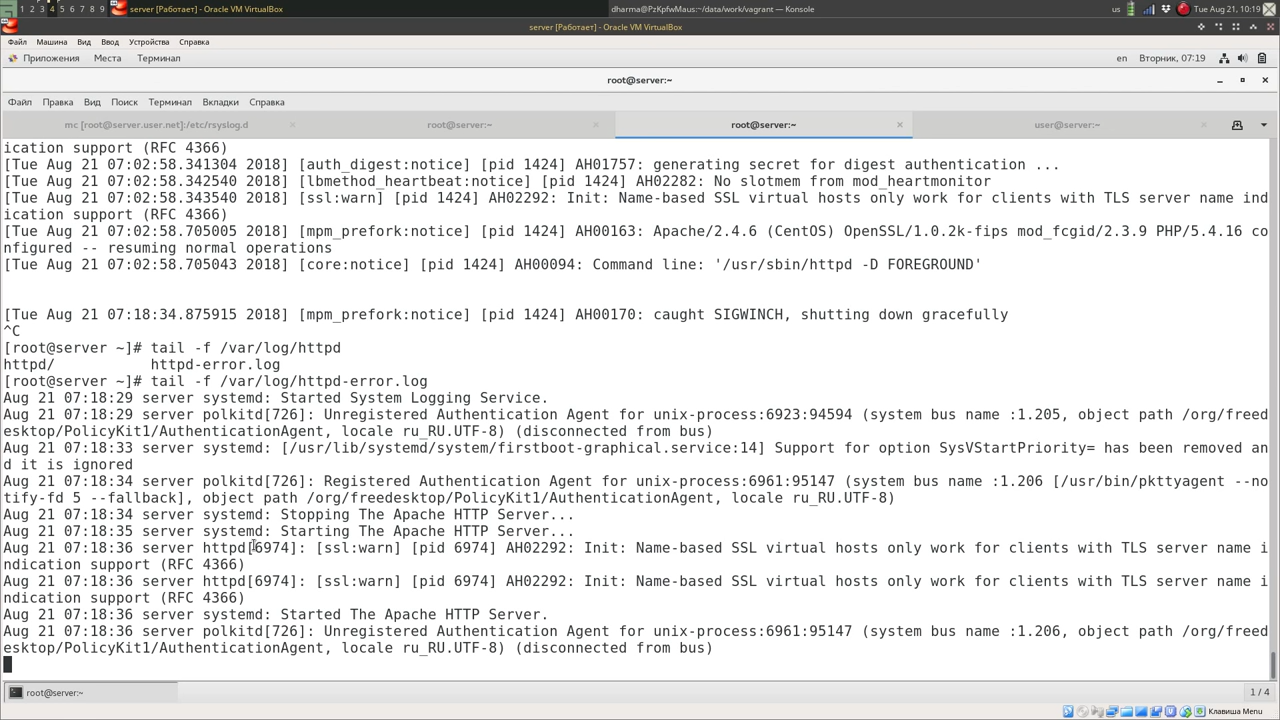 1 2 3 4 5 6 7 8 9 server [Работает] - Oracle VM VirtualBox dharma@PzKpfwMaus:~/data/work/vagrant — Konsole us Tue Aug 21, 10:19
server [Работает] - Oracle VM VirtualBox
Файл Машина Вид Ввод Устройства Справка
Приложения Места Терминал en Вторник, 07:19
root@server:~
Файл Правка Вид Поиск Терминал Вкладки Справка
mc [root@server.user.net]:/etc/rsyslog.d root@server:~ root@server:~ user@server:~
ication support (RFC 4366)
[Tue Aug 21 07:02:58.341304 2018] [auth_digest:notice] [pid 1424] AH01757: generating secret for digest authentication ...
[Tue Aug 21 07:02:58.342540 2018] [lbmethod_heartbeat:notice] [pid 1424] AH02282: No slotmem from mod_heartmonitor
[Tue Aug 21 07:02:58.343540 2018] [ssl:warn] [pid 1424] AH02292: Init: Name-based SSL virtual hosts only work for clients with TLS server name ind
ication support (RFC 4366)
[Tue Aug 21 07:02:58.705005 2018] [mpm_prefork:notice] [pid 1424] AH00163: Apache/2.4.6 (CentOS) OpenSSL/1.0.2k-fips mod_fcgid/2.3.9 PHP/5.4.16 co
nfigured -- resuming normal operations
[Tue Aug 21 07:02:58.705043 2018] [core:notice] [pid 1424] AH00094: Command line: '/usr/sbin/httpd -D FOREGROUND'
[Tue Aug 21 07:18:34.875915 2018] [mpm_prefork:notice] [pid 1424] AH00170: caught SIGWINCH, shutting down gracefully
^C
[root@server ~]# tail -f /var/log/httpd
httpd/ httpd-error.log
[root@server ~]# tail -f /var/log/httpd-error.log
Aug 21 07:18:29 server systemd: Started System Logging Service.
Aug 21 07:18:29 server polkitd[726]: Unregistered Authentication Agent for unix-process:6923:94594 (system bus name :1.205, object path /org/freed
esktop/PolicyKit1/AuthenticationAgent, locale ru_RU.UTF-8) (disconnected from bus)
Aug 21 07:18:33 server systemd: [/usr/lib/systemd/system/firstboot-graphical.service:14] Support for option SysVStartPriority= has been removed an
d it is ignored
Aug 21 07:18:34 server polkitd[726]: Registered Authentication Agent for unix-process:6961:95147 (system bus name :1.206 [/usr/bin/pkttyagent --no
tify-fd 5 --fallback], object path /org/freedesktop/PolicyKit1/AuthenticationAgent, locale ru_RU.UTF-8)
Aug 21 07:18:34 server systemd: Stopping The Apache HTTP Server...
Aug 21 07:18:35 server systemd: Starting The Apache HTTP Server...
Aug 21 07:18:36 server httpd[6974]: [ssl:warn] [pid 6974] AH02292: Init: Name-based SSL virtual hosts only work for clients with TLS server name i
ndication support (RFC 4366)
Aug 21 07:18:36 server httpd[6974]: [ssl:warn] [pid 6974] AH02292: Init: Name-based SSL virtual hosts only work for clients with TLS server name i
ndication support (RFC 4366)
Aug 21 07:18:36 server systemd: Started The Apache HTTP Server.
Aug 21 07:18:36 server polkitd[726]: Unregistered Authentication Agent for unix-process:6961:95147 (system bus name :1.206, object path /org/freed
esktop/PolicyKit1/AuthenticationAgent, locale ru_RU.UTF-8) (disconnected from bus)
root@server:~ 1 / 4
Клавиша Menu